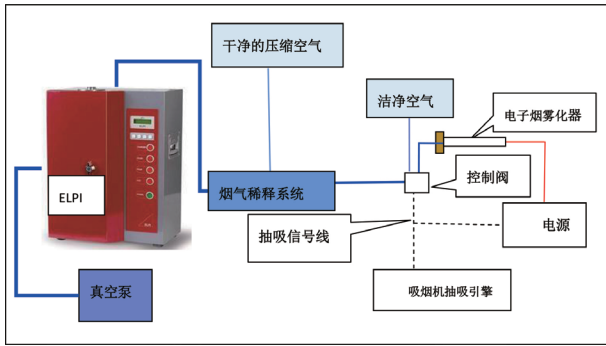 干净的压缩空气
洁净空气
电子烟雾化器
ELPI
烟气稀释系统
控制阀
抽吸信号线
电源
真空泵
吸烟机抽吸引擎